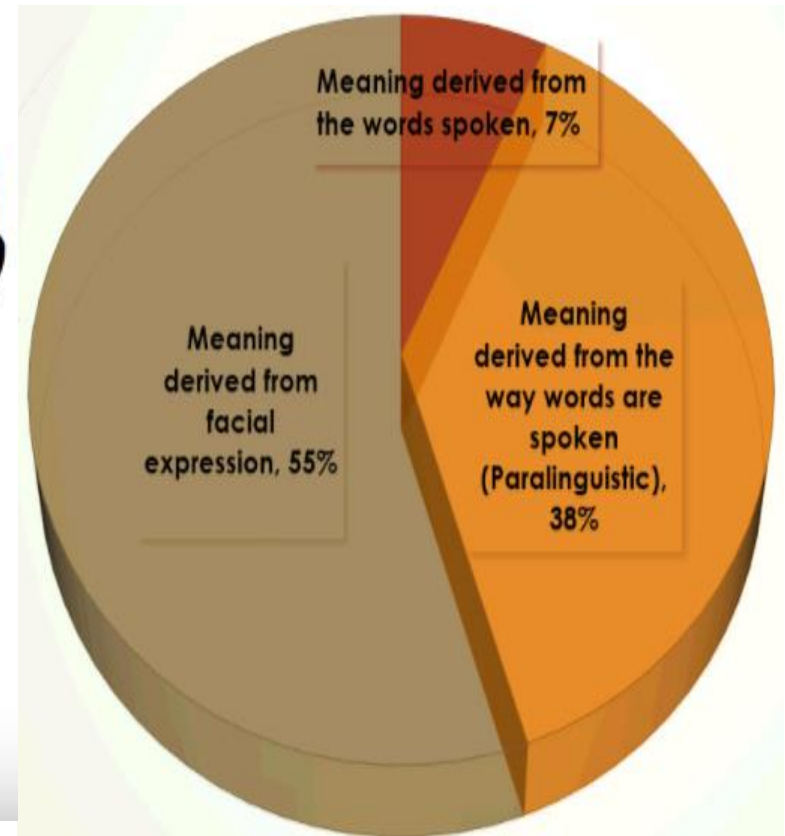 Meaning derived from
the words spoken, 7%
Meaning
derived from
facial
expression, 55%
Meaning
derived from the
way words are
spoken
(Paralinguistic),
38%